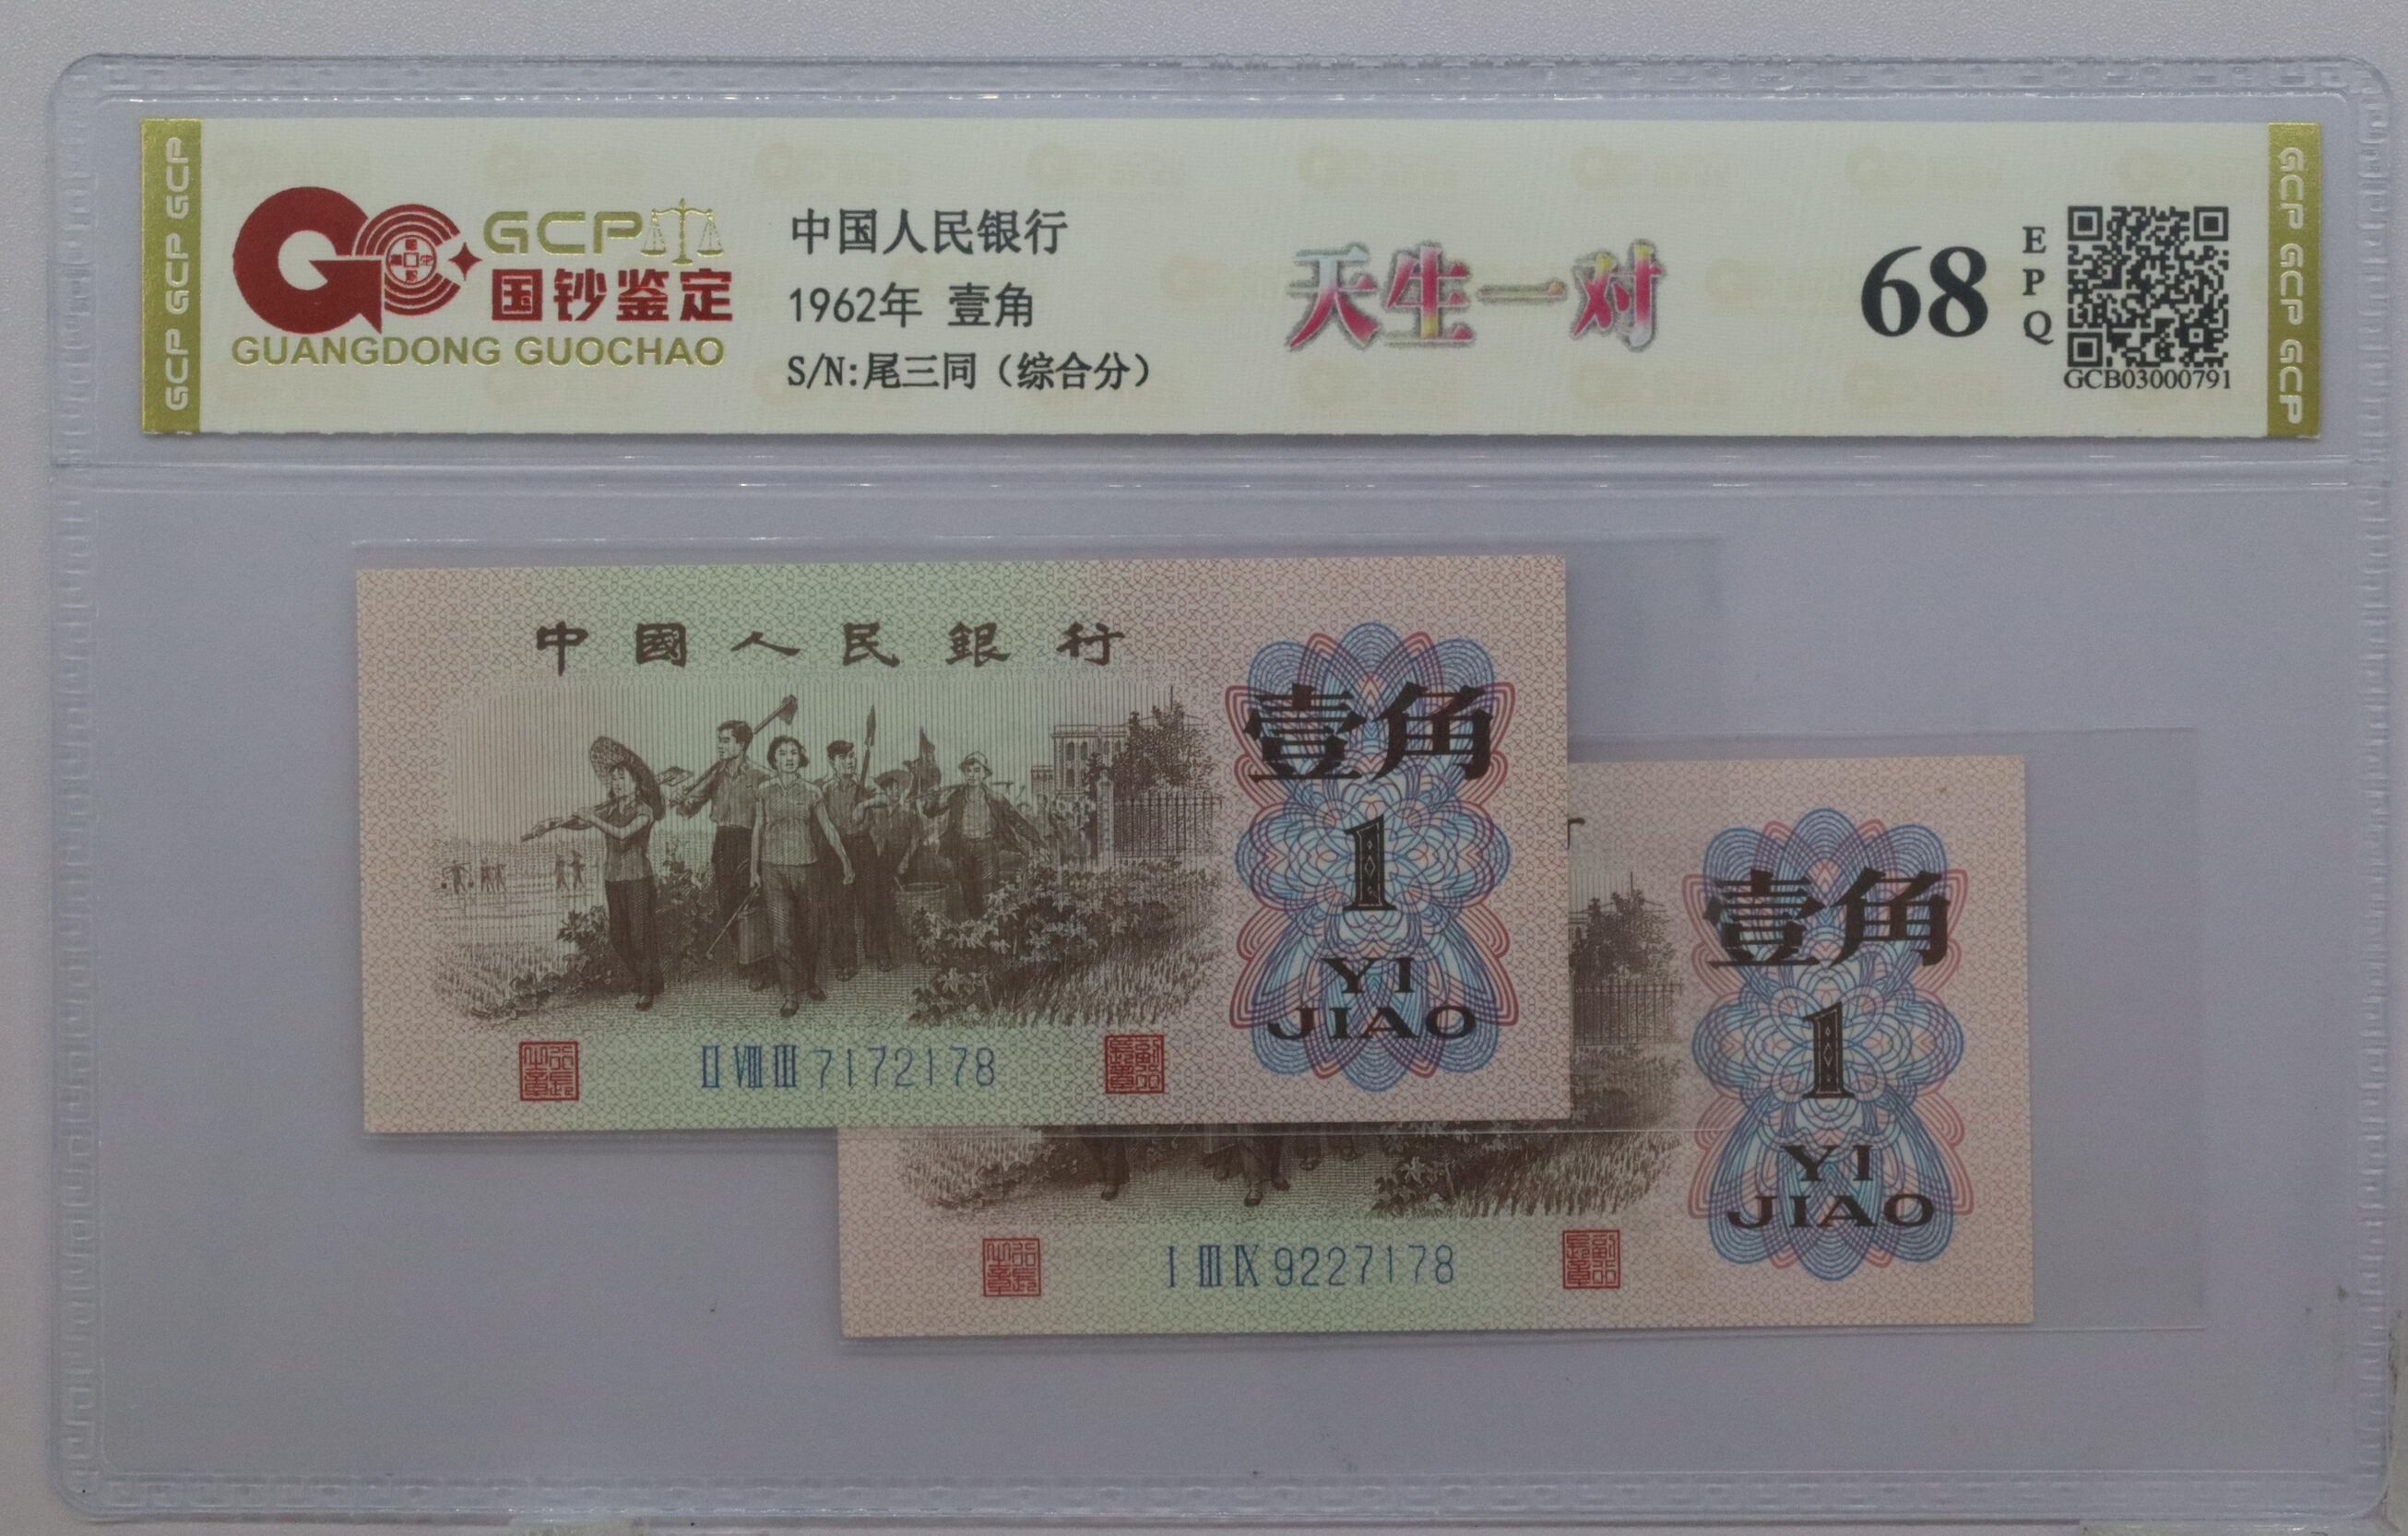 GCP GCP GCP
GCP
国钞鉴定
GUANGDONG GUOCHAO
中国人民银行
1962年 壹角
S/N:尾三同（综合分）
天生一对
68
E
P
Q
GCB03000791
GCP GCP GCP
中國人民銀行
壹角
1
YI
JIAO
II VIII III 7172178
壹角
1
YI
JIAO
I III IX 9227178